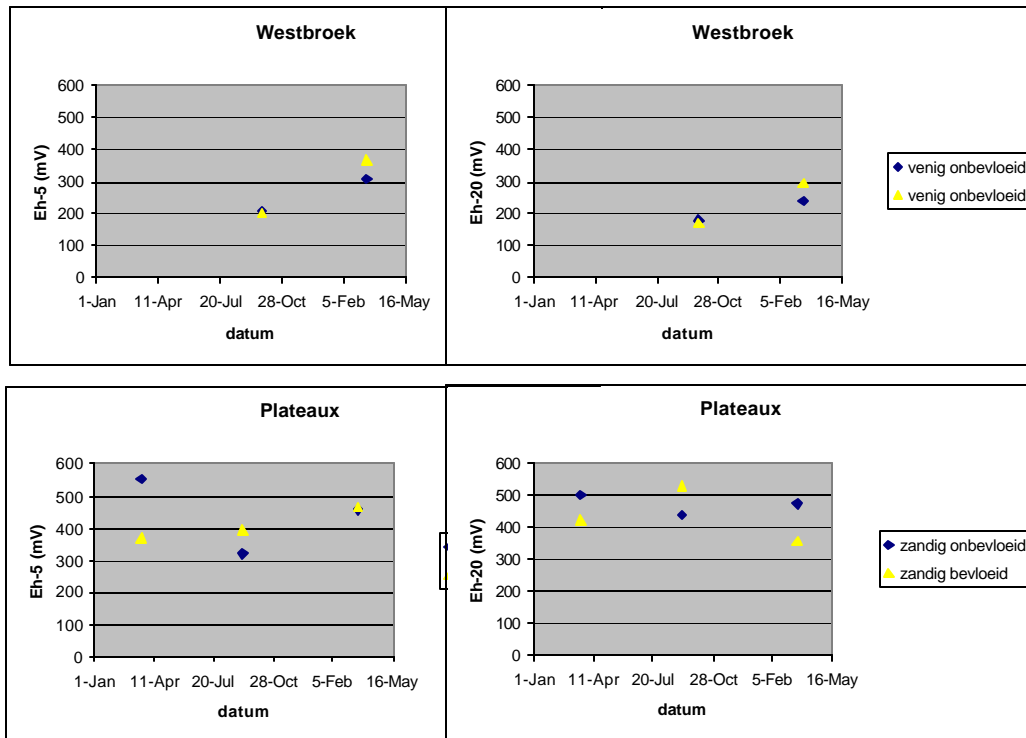 Westbroek
600
500
400
300
200
100
0
Eh-5 (mV)
1-Jan 11-Apr 20-Jul 28-Oct 5-Feb 16-May
datum
Westbroek
600
500
400
300
200
100
0
Eh-20 (mV)
1-Jan 11-Apr 20-Jul 28-Oct 5-Feb 16-May
datum
venig onbevloeid
venig onbevloeid
Plateaux
600
500
400
300
200
100
0
Eh-5 (mV)
1-Jan 11-Apr 20-Jul 28-Oct 5-Feb 16-May
datum
Plateaux
600
500
400
300
200
100
0
Eh-20 (mV)
1-Jan 11-Apr 20-Jul 28-Oct 5-Feb 16-May
datum
zandig onbevloeid
zandig bevloeid